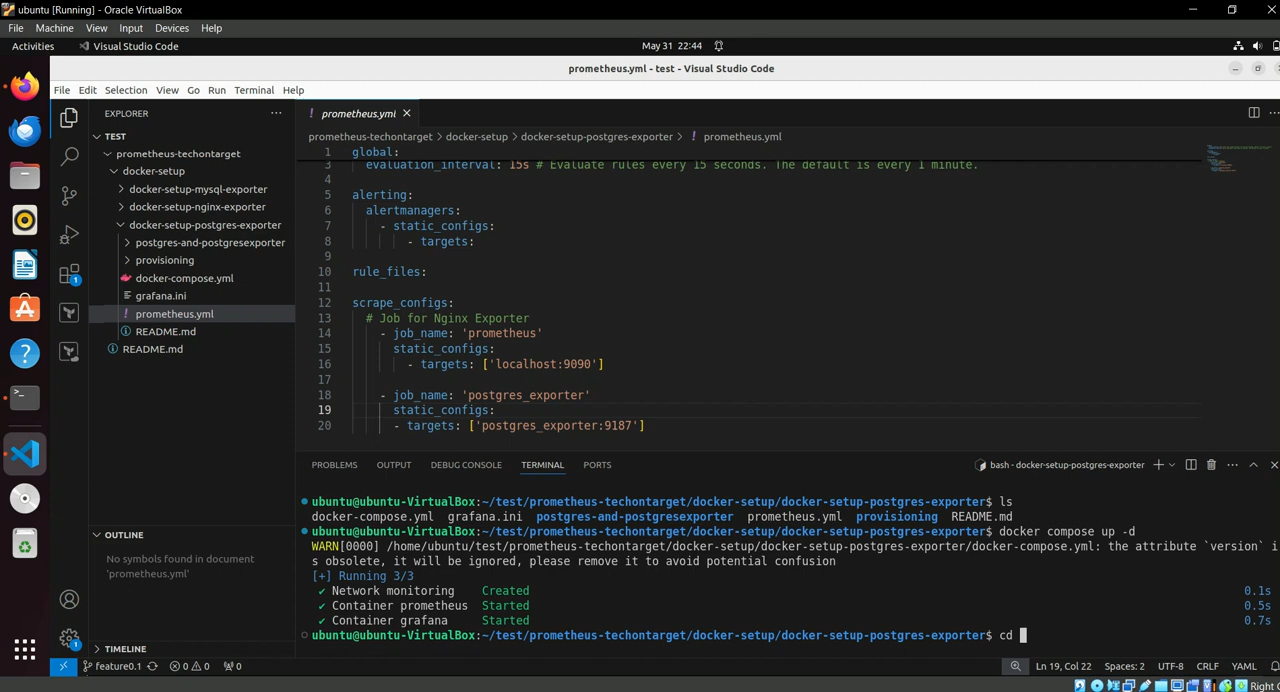 ubuntu [Running] - Oracle VirtualBox
File Machine View Input Devices Help
Activities Visual Studio Code May 31 22:44
prometheus.yml - test - Visual Studio Code
File Edit Selection View Go Run Terminal Help
EXPLORER
TEST
prometheus-techontarget
docker-setup
docker-setup-mysql-exporter
docker-setup-nginx-exporter
docker-setup-postgres-exporter
postgres-and-postgresexporter
provisioning
docker-compose.yml
grafana.ini
! prometheus.yml
README.md
README.md
OUTLINE
No symbols found in document
'prometheus.yml'
TIMELINE
1
1
! prometheus.yml
prometheus-techontarget > docker-setup > docker-setup-postgres-exporter > ! prometheus.yml
1 global:
3 evaluation_interval: 15s # Evaluate rules every 15 seconds. The default is every 1 minute.
4
5 alerting:
6 alertmanagers:
7 - static_configs:
8 - targets:
9
10 rule_files:
11
12 scrape_configs:
13 # Job for Nginx Exporter
14 - job_name: 'prometheus'
15 static_configs:
16 - targets: ['localhost:9090']
17
18 - job_name: 'postgres_exporter'
19 static_configs:
20 - targets: ['postgres_exporter:9187']
PROBLEMS OUTPUT DEBUG CONSOLE TERMINAL PORTS
bash - docker-setup-postgres-exporter
ubuntu@ubuntu-VirtualBox:~/test/prometheus-techontarget/docker-setup/docker-setup-postgres-exporter$ ls
docker-compose.yml grafana.ini postgres-and-postgresexporter prometheus.yml provisioning README.md
ubuntu@ubuntu-VirtualBox:~/test/prometheus-techontarget/docker-setup/docker-setup-postgres-exporter$ docker compose up -d
WARN[0000] /home/ubuntu/test/prometheus-techontarget/docker-setup/docker-setup-postgres-exporter/docker-compose.yml: the attribute `version` i
s obsolete, it will be ignored, please remove it to avoid potential confusion
[+] Running 3/3
✔ Network monitoring Created 0.1s
✔ Container prometheus Started 0.5s
✔ Container grafana Started 0.7s
ubuntu@ubuntu-VirtualBox:~/test/prometheus-techontarget/docker-setup/docker-setup-postgres-exporter$ cd
feature0.1 0 0 0 Ln 19, Col 22 Spaces: 2 UTF-8 CRLF YAML
Right C